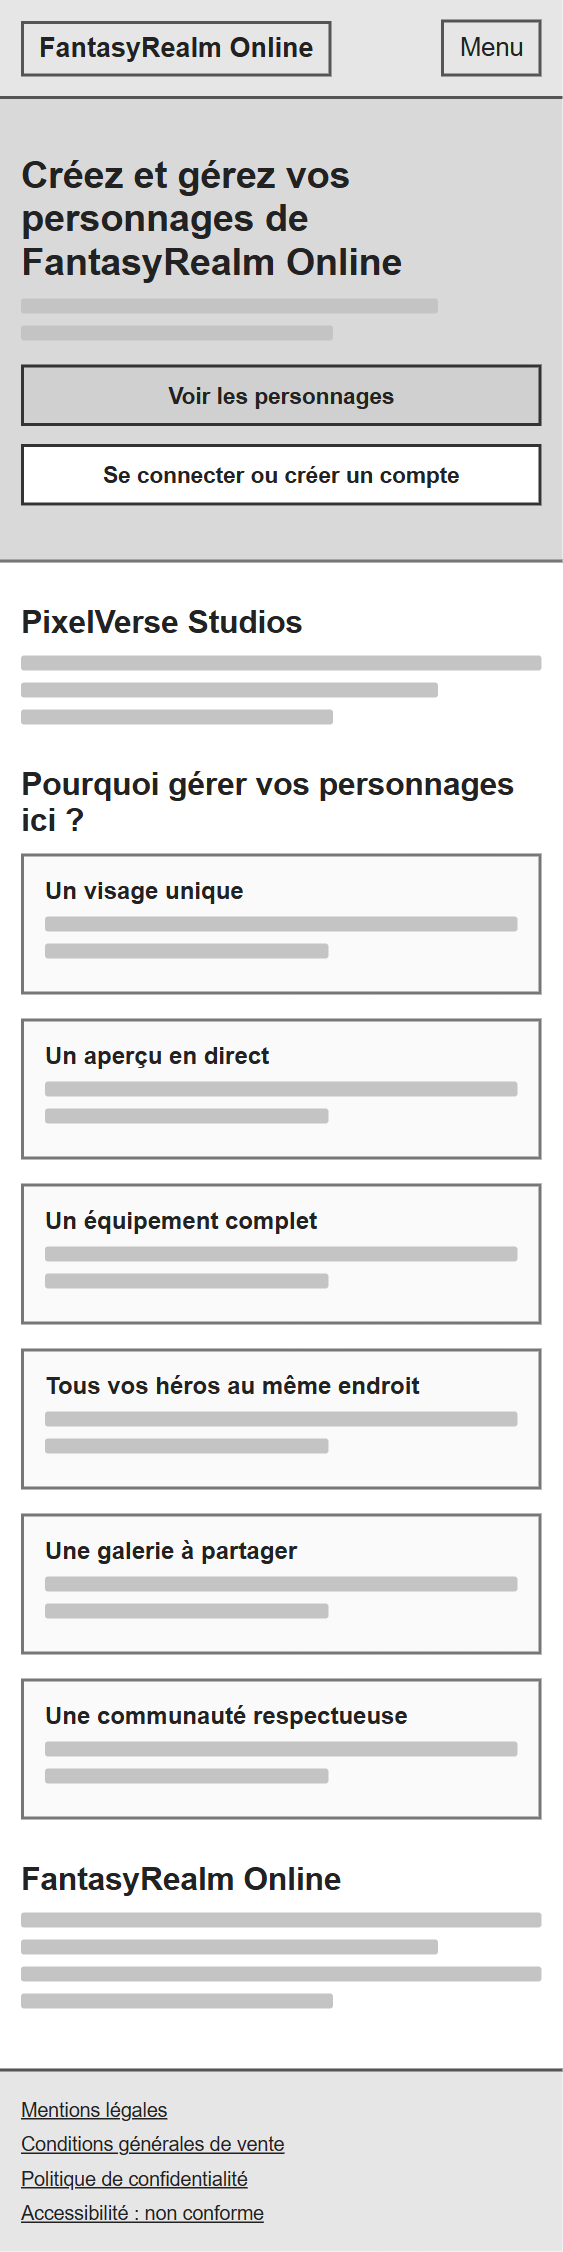 FantasyRealm Online
Menu
Créez et gérez vos
personnages de
FantasyRealm Online
Voir les personnages
Se connecter ou créer un compte
PixelVerse Studios
Pourquoi gérer vos personnages
ici ?
Un visage unique
Un aperçu en direct
Un équipement complet
Tous vos héros au même endroit
Une galerie à partager
Une communauté respectueuse
FantasyRealm Online
Mentions légales
Conditions générales de vente
Politique de confidentialité
Accessibilité : non conforme